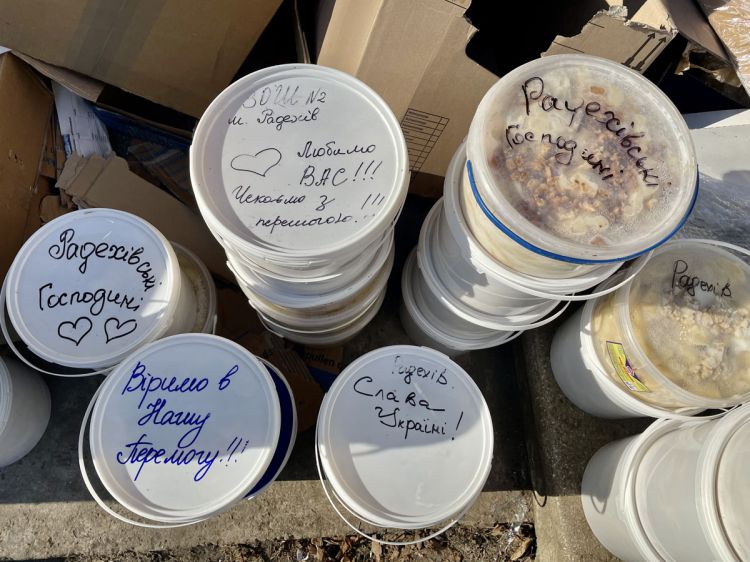 ЗОШ №2
м. Радехів
Любимо
ВАС!!!
Чекаємо з
перемогою...!!!
Радехівські
Господині
Радехівські
Господині
Радехів
Віримо в
Нашу
Перемогу!!!
Радехів.
Слава
Україні!